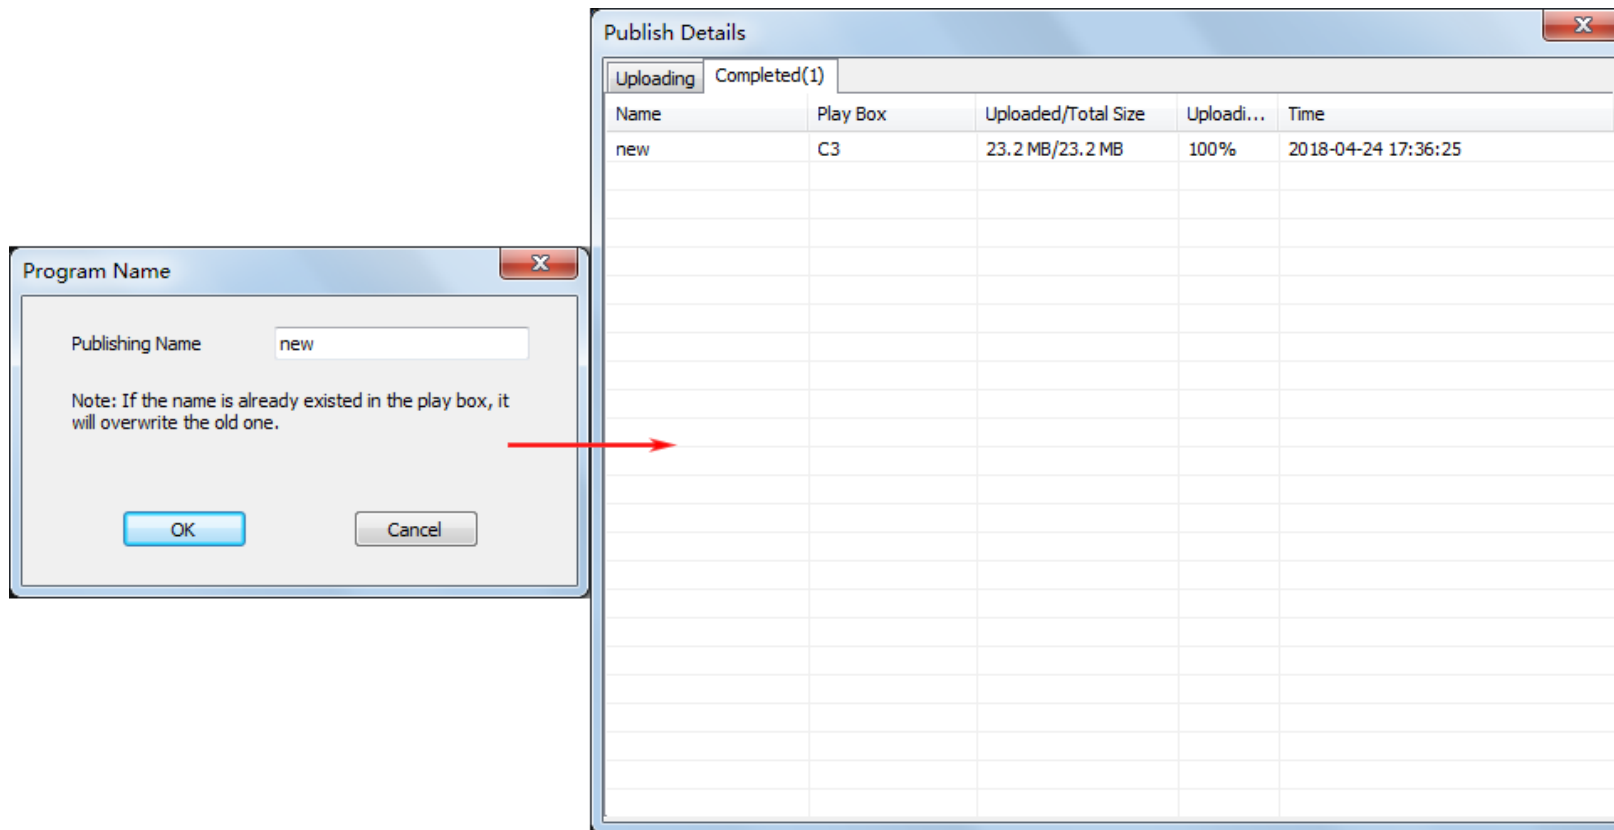 Publish Details
Uploading Completed(1)
Name Play Box Uploaded/Total Size Uploadi... Time
new C3 23.2 MB/23.2 MB 100% 2018-04-24 17:36:25
Program Name
Publishing Name new
Note: If the name is already existed in the play box, it
will overwrite the old one.
OK Cancel